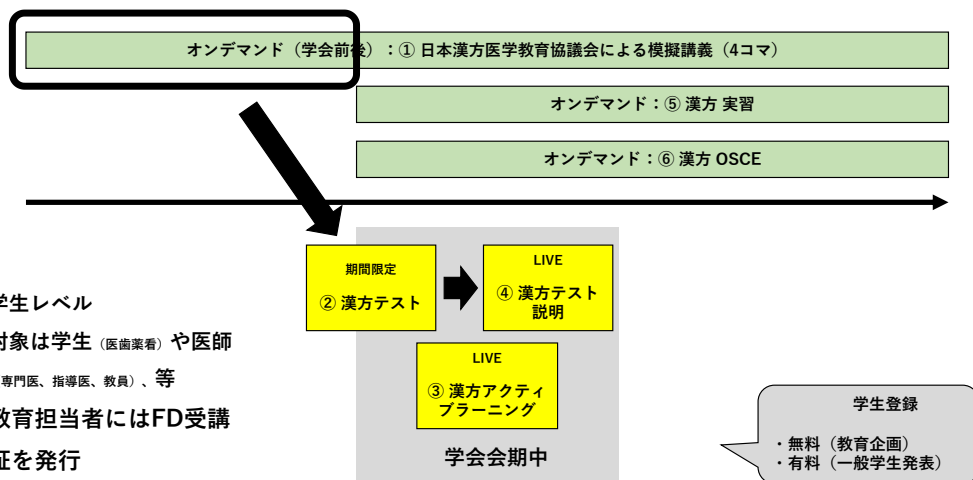 オンデマンド（学会前後）：① 日本漢方医学教育協議会による模擬講義（4コマ）
オンデマンド：⑤ 漢方 実習
オンデマンド：⑥ 漢方 OSCE
期間限定
② 漢方テスト
LIVE
④ 漢方テスト
説明
LIVE
③ 漢方アクティ
ブラーニング
学会会期中
学生レベル
対象は学生（医歯薬看）や医師
専門医、指導医、教員）、等
教育担当者にはFD受講
証を発行
学生登録
・無料（教育企画）
・有料（一般学生発表）